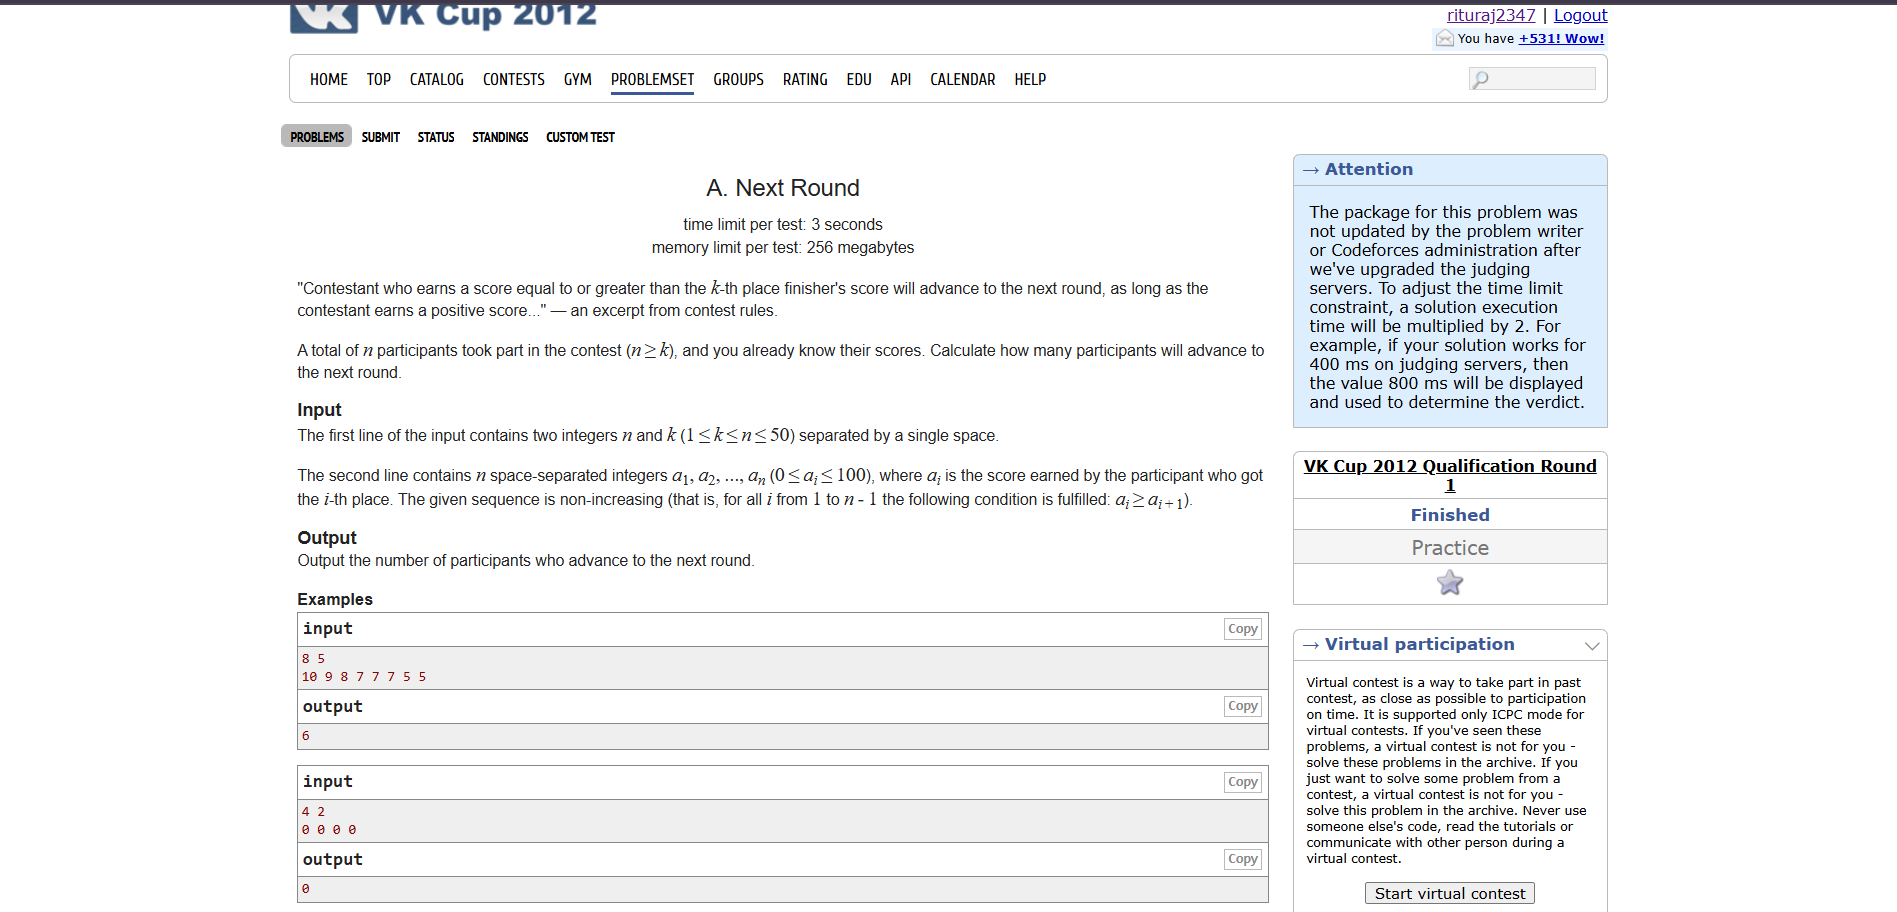 VK Cup 2012
rituraj2347 | Logout
You have +531! Wow!
HOME TOP CATALOG CONTESTS GYM PROBLEMSET GROUPS RATING EDU API CALENDAR HELP
PROBLEMS SUBMIT STATUS STANDINGS CUSTOM TEST
A. Next Round
time limit per test: 3 seconds
memory limit per test: 256 megabytes
"Contestant who earns a score equal to or greater than the k-th place finisher's score will advance to the next round, as long as the
contestant earns a positive score..." — an excerpt from contest rules.
A total of n participants took part in the contest (n ≥ k), and you already know their scores. Calculate how many participants will advance to
the next round.
Input
The first line of the input contains two integers n and k (1 ≤ k ≤ n ≤ 50) separated by a single space.
The second line contains n space-separated integers a₁, a₂, ..., aₙ (0 ≤ aᵢ ≤ 100), where aᵢ is the score earned by the participant who got
the i-th place. The given sequence is non-increasing (that is, for all i from 1 to n - 1 the following condition is fulfilled: aᵢ ≥ aᵢ₊₁).
Output
Output the number of participants who advance to the next round.
Examples
input
Copy
8 5
10 9 8 7 7 7 5 5
output
Copy
6
input
Copy
4 2
0 0 0 0
output
Copy
0
→ Attention
The package for this problem was
not updated by the problem writer
or Codeforces administration after
we've upgraded the judging
servers. To adjust the time limit
constraint, a solution execution
time will be multiplied by 2. For
example, if your solution works for
400 ms on judging servers, then
the value 800 ms will be displayed
and used to determine the verdict.
VK Cup 2012 Qualification Round
1
Finished
Practice
→ Virtual participation
Virtual contest is a way to take part in past
contest, as close as possible to participation
on time. It is supported only ICPC mode for
virtual contests. If you've seen these
problems, a virtual contest is not for you -
solve these problems in the archive. If you
just want to solve some problem from a
contest, a virtual contest is not for you -
solve this problem in the archive. Never use
someone else's code, read the tutorials or
communicate with other person during a
virtual contest.
Start virtual contest